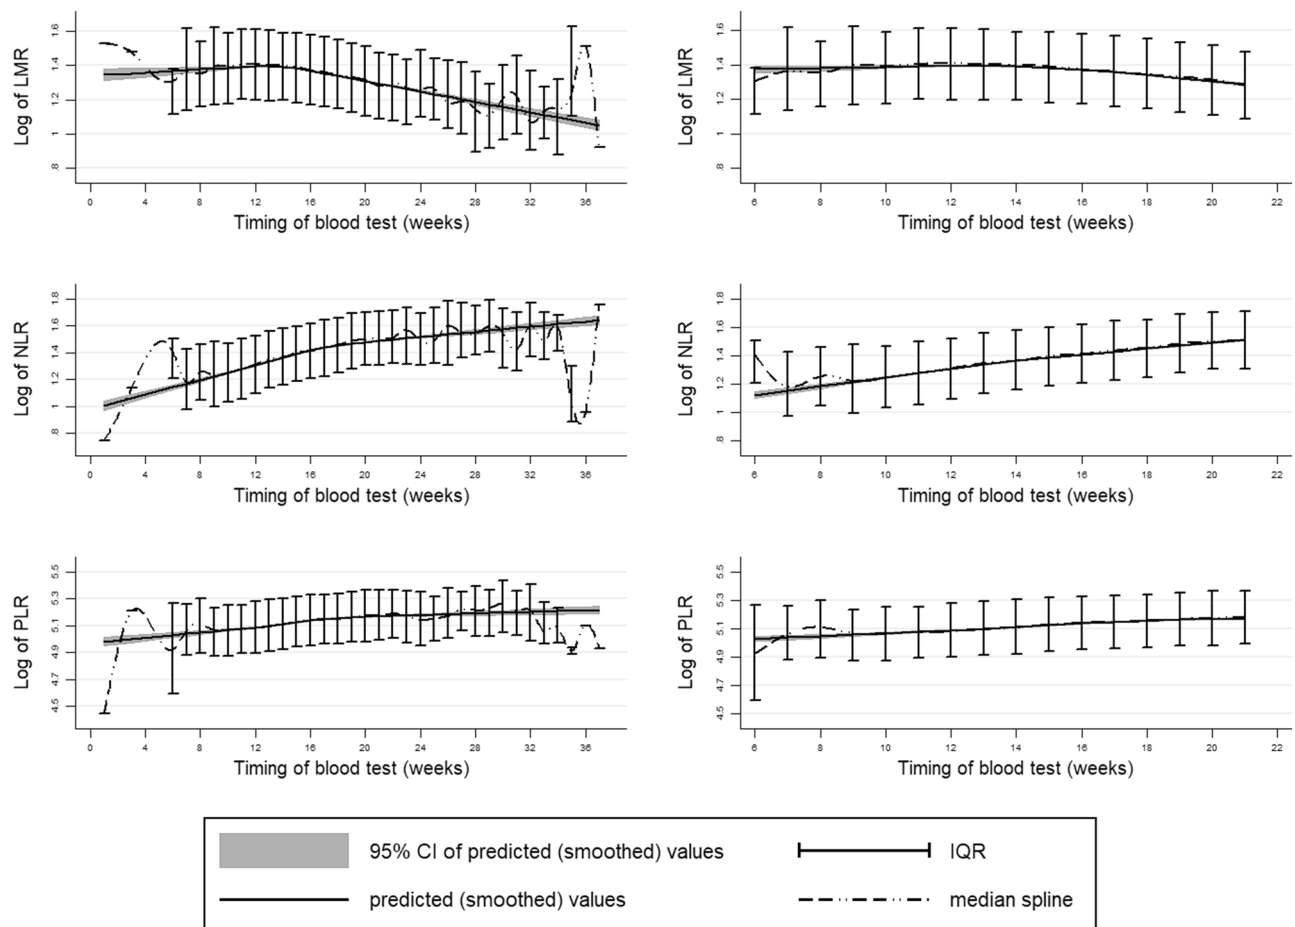 Log of LMR
1.6
1.4
1.2
1
.8
0 4 8 12 16 20 24 28 32 36
Timing of blood test (weeks)
Log of LMR
1.6
1.4
1.2
1
.8
6 8 10 12 14 16 18 20 22
Timing of blood test (weeks)
Log of NLR
1.8
1.6
1.4
1.2
1
.8
0 4 8 12 16 20 24 28 32 36
Timing of blood test (weeks)
Log of NLR
1.8
1.6
1.4
1.2
1
.8
6 8 10 12 14 16 18 20 22
Timing of blood test (weeks)
Log of PLR
5.5
5.3
5.1
4.9
4.7
4.5
0 4 8 12 16 20 24 28 32 36
Timing of blood test (weeks)
Log of PLR
5.5
5.3
5.1
4.9
4.7
4.5
6 8 10 12 14 16 18 20 22
Timing of blood test (weeks)
95% CI of predicted (smoothed) values
IQR
predicted (smoothed) values
median spline